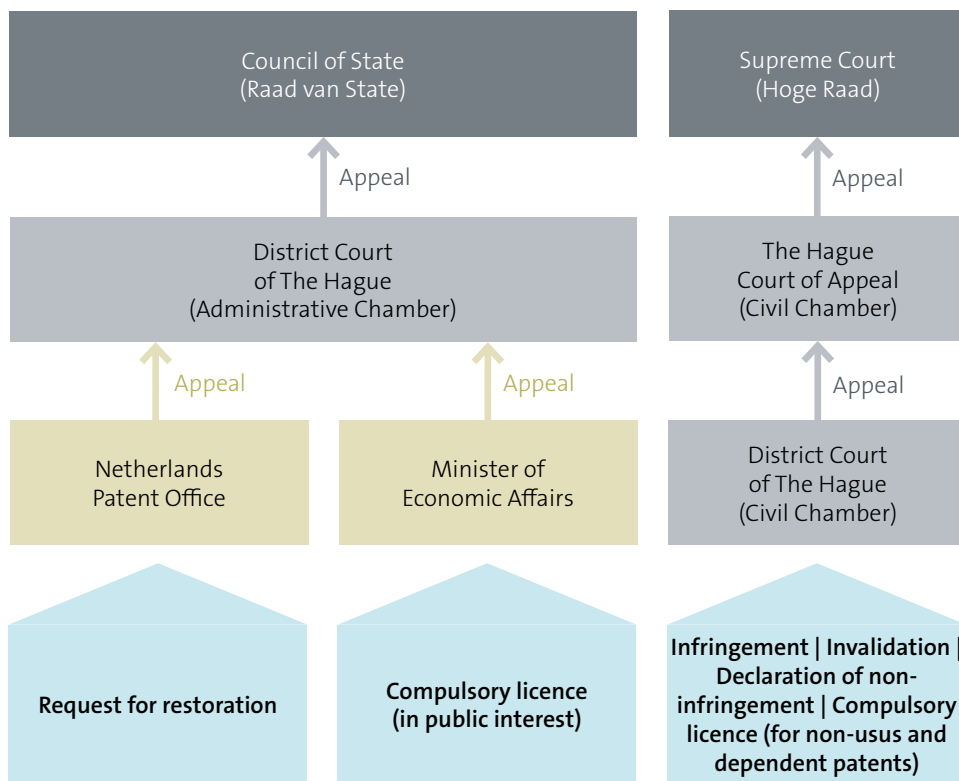 Council of State
(Raad van State)
Supreme Court
(Hoge Raad)
Appeal
Appeal
District Court
of The Hague
(Administrative Chamber)
The Hague
Court of Appeal
(Civil Chamber)
Appeal
Appeal
Appeal
Netherlands
Patent Office
Minister of
Economic Affairs
District Court
of The Hague
(Civil Chamber)
Request for restoration
Compulsory licence
(in public interest)
Infringement | Invalidation |
Declaration of non-
infringement | Compulsory
licence (for non-usus and
dependent patents)